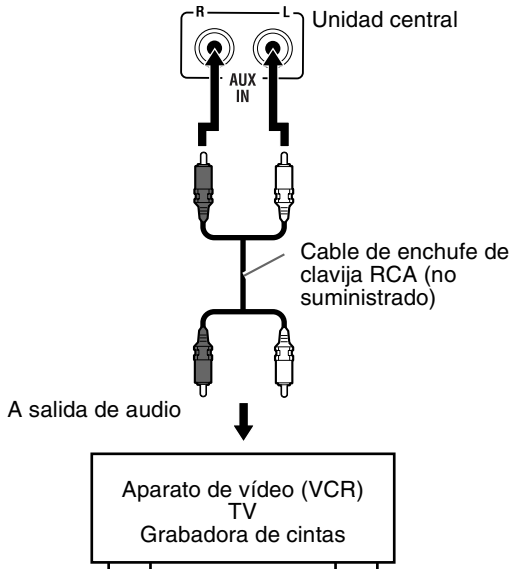 R L
Unidad central
AUX
IN
Cable de enchufe de
clavija RCA (no
suministrado)
A salida de audio
Aparato de vídeo (VCR)
TV
Grabadora de cintas